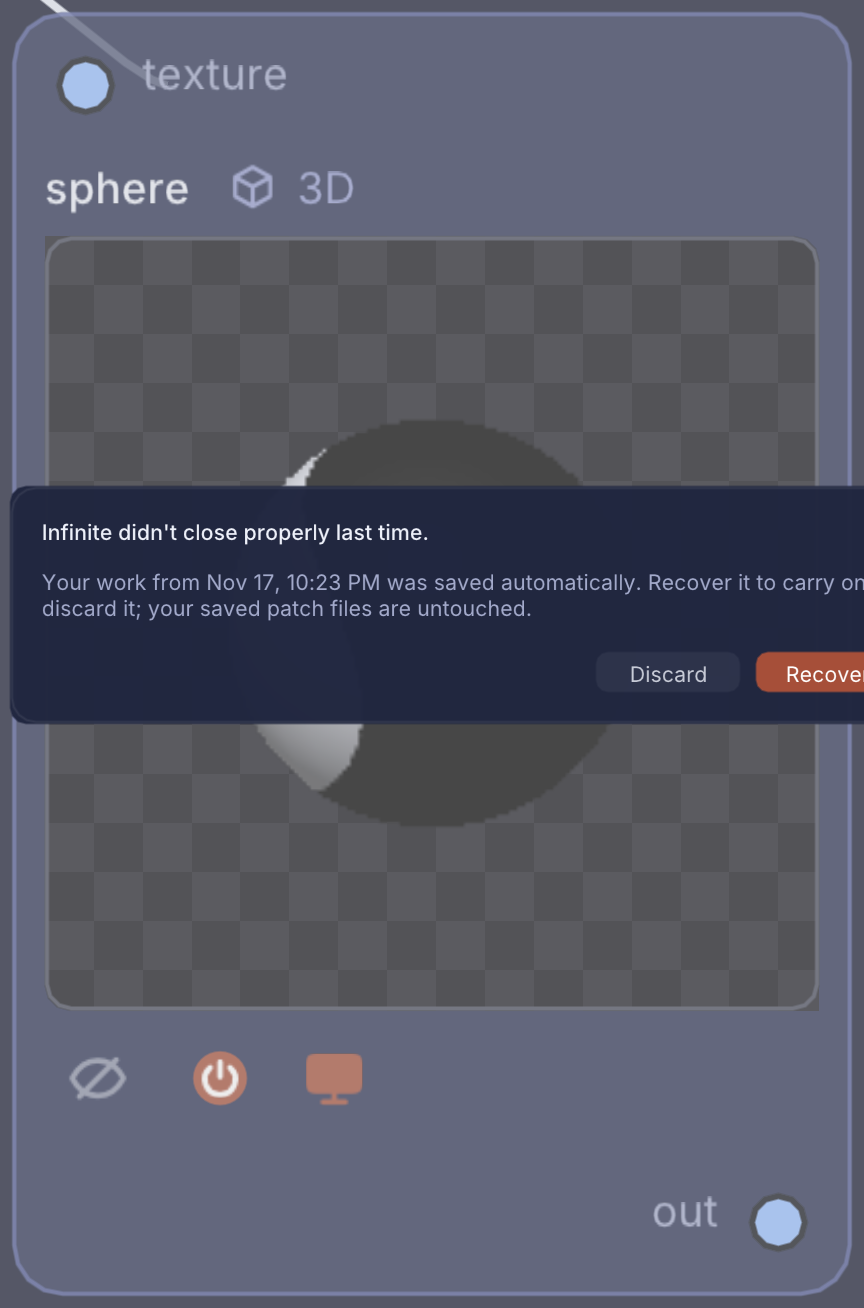 texture
sphere 3D
Infinite didn't close properly last time.
Your work from Nov 17, 10:23 PM was saved automatically. Recover it to carry on
discard it; your saved patch files are untouched.
Discard Recover
out